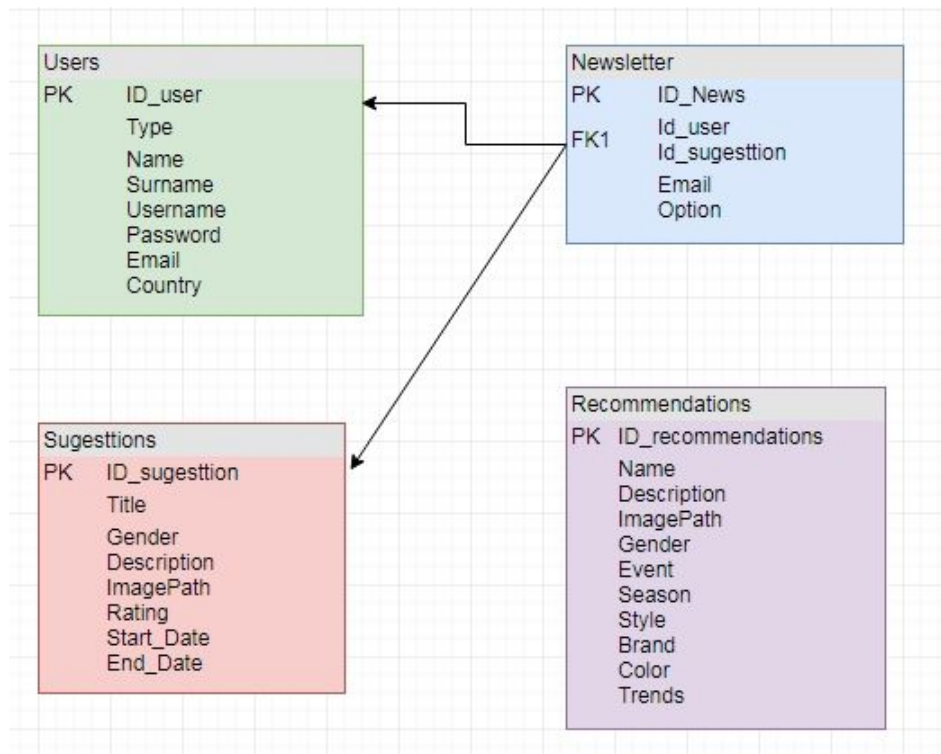 Users
PK ID_user
Type
Name
Surname
Username
Password
Email
Country
Newsletter
PK ID_News
FK1 Id_user
Id_sugesttion
Email
Option
Sugesttions
PK ID_sugesttion
Title
Gender
Description
ImagePath
Rating
Start_Date
End_Date
Recommendations
PK ID_recommendations
Name
Description
ImagePath
Gender
Event
Season
Style
Brand
Color
Trends